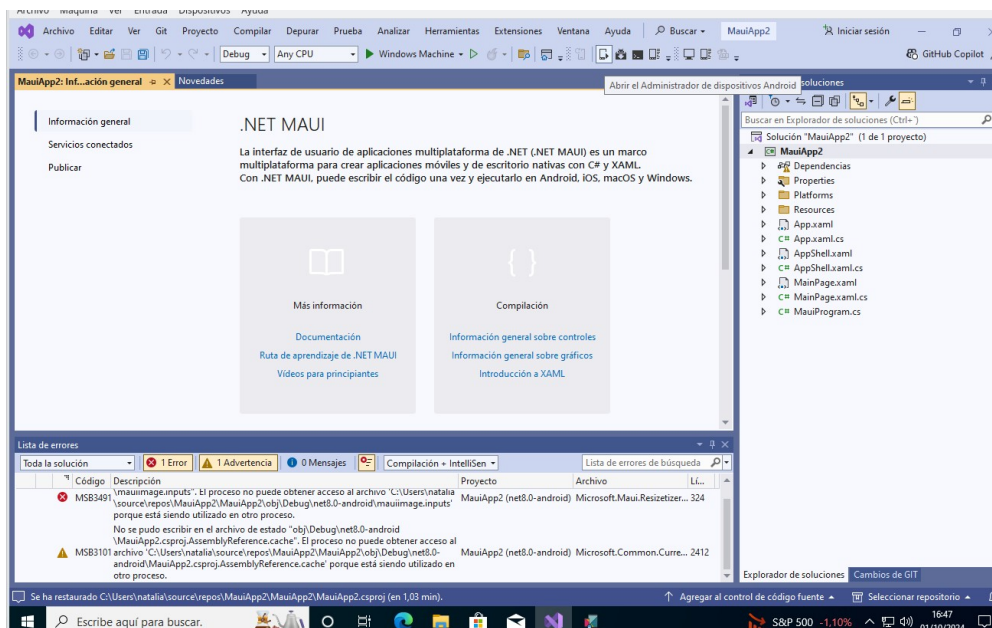 Archivo Máquina Ver Entrada Dispositivos Ayuda
Archivo Editar Ver Git Proyecto Compilar Depurar Prueba Analizar Herramientas Extensiones Ventana Ayuda Buscar MauiApp2 Iniciar sesión
Debug Any CPU Windows Machine GitHub Copilot
MauiApp2: Inf...ación general Novedades
Abrir el Administrador de dispositivos Android
soluciones
Buscar en Explorador de soluciones (Ctrl+´)
Solución "MauiApp2" (1 de 1 proyecto)
MauiApp2
Dependencias
Properties
Platforms
Resources
App.xaml
C# App.xaml.cs
AppShell.xaml
C# AppShell.xaml.cs
MainPage.xaml
C# MainPage.xaml.cs
C# MauiProgram.cs
Información general
Servicios conectados
Publicar
.NET MAUI
La interfaz de usuario de aplicaciones multiplataforma de .NET (.NET MAUI) es un marco
multiplataforma para crear aplicaciones móviles y de escritorio nativas con C# y XAML.
Con .NET MAUI, puede escribir el código una vez y ejecutarlo en Android, iOS, macOS y Windows.
Más información
Documentación
Ruta de aprendizaje de .NET MAUI
Vídeos para principiantes
Compilación
Información general sobre controles
Información general sobre gráficos
Introducción a XAML
Lista de errores
Toda la solución 1 Error 1 Advertencia 0 Mensajes Compilación + IntelliSen Lista de errores de búsqueda
Código Descripción Proyecto Archivo Lí...
MSB3491 \mauiimage.inputs". El proceso no puede obtener acceso al archivo 'C:\Users\natalia
\source\repos\MauiApp2\MauiApp2\obj\Debug\net8.0-android\mauiimage.inputs'
porque está siendo utilizado en otro proceso.
MauiApp2 (net8.0-android) Microsoft.Maui.Resizetizer... 324
No se pudo escribir en el archivo de estado "obj\Debug\net8.0-android
\MauiApp2.csproj.AssemblyReference.cache". El proceso no puede obtener acceso al
MSB3101 archivo 'C:\Users\natalia\source\repos\MauiApp2\MauiApp2\obj\Debug\net8.0-
android\MauiApp2.csproj.AssemblyReference.cache' porque está siendo utilizado en
otro proceso.
MauiApp2 (net8.0-android) Microsoft.Common.Curre... 2412
Explorador de soluciones Cambios de GIT
Se ha restaurado C:\Users\natalia\source\repos\MauiApp2\MauiApp2\MauiApp2.csproj (en 1,03 min). Agregar al control de código fuente Seleccionar repositorio
Escribe aquí para buscar. S&P 500 -1,10% 16:47
01/10/2024